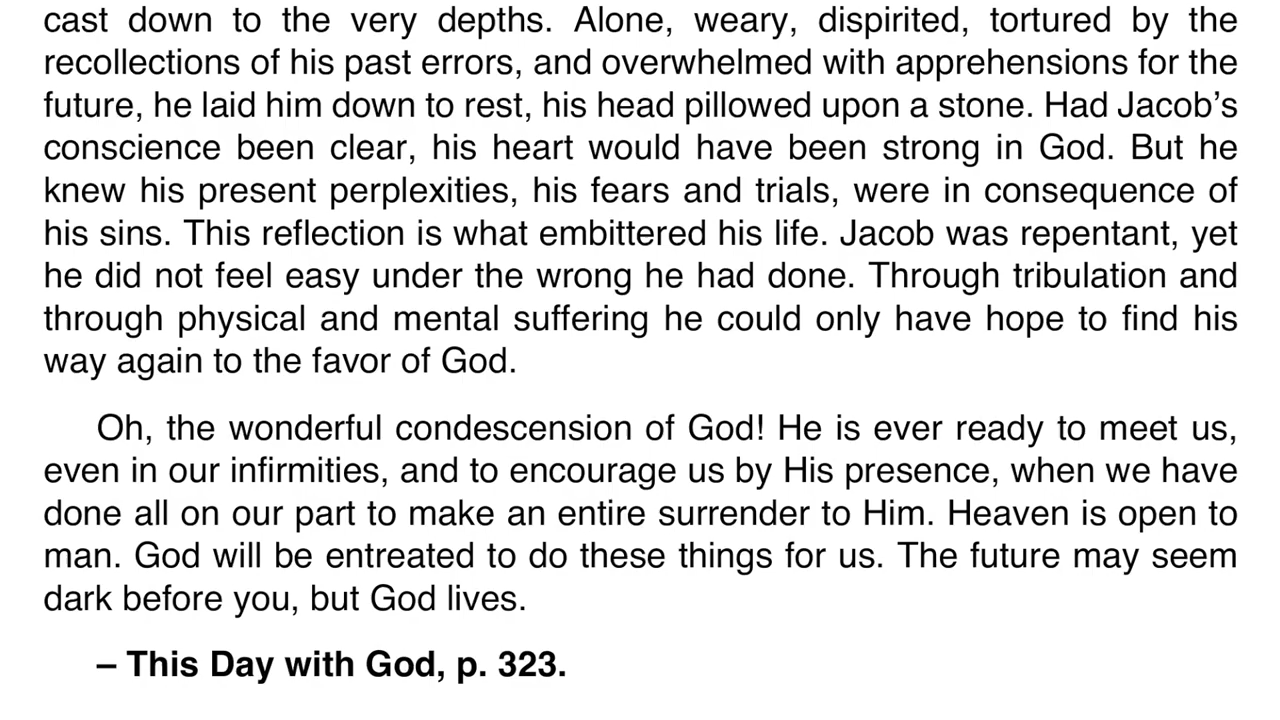 cast down to the very depths. Alone, weary, dispirited, tortured by the
recollections of his past errors, and overwhelmed with apprehensions for the
future, he laid him down to rest, his head pillowed upon a stone. Had Jacob’s
conscience been clear, his heart would have been strong in God. But he
knew his present perplexities, his fears and trials, were in consequence of
his sins. This reflection is what embittered his life. Jacob was repentant, yet
he did not feel easy under the wrong he had done. Through tribulation and
through physical and mental suffering he could only have hope to find his
way again to the favor of God.
Oh, the wonderful condescension of God! He is ever ready to meet us,
even in our infirmities, and to encourage us by His presence, when we have
done all on our part to make an entire surrender to Him. Heaven is open to
man. God will be entreated to do these things for us. The future may seem
dark before you, but God lives.
– This Day with God, p. 323.